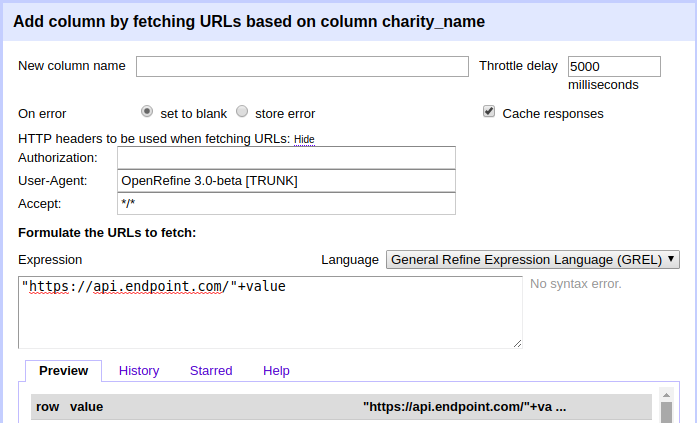 Add column by fetching URLs based on column charity_name
New column name Throttle delay 5000
milliseconds
On error set to blank store error Cache responses
HTTP headers to be used when fetching URLs: Hide
Authorization:
User-Agent: OpenRefine 3.0-beta [TRUNK]
Accept: */*
Formulate the URLs to fetch:
Expression Language General Refine Expression Language (GREL)
"https://api.endpoint.com/"+value No syntax error.
Preview History Starred Help
row value "https://api.endpoint.com/"+va ...